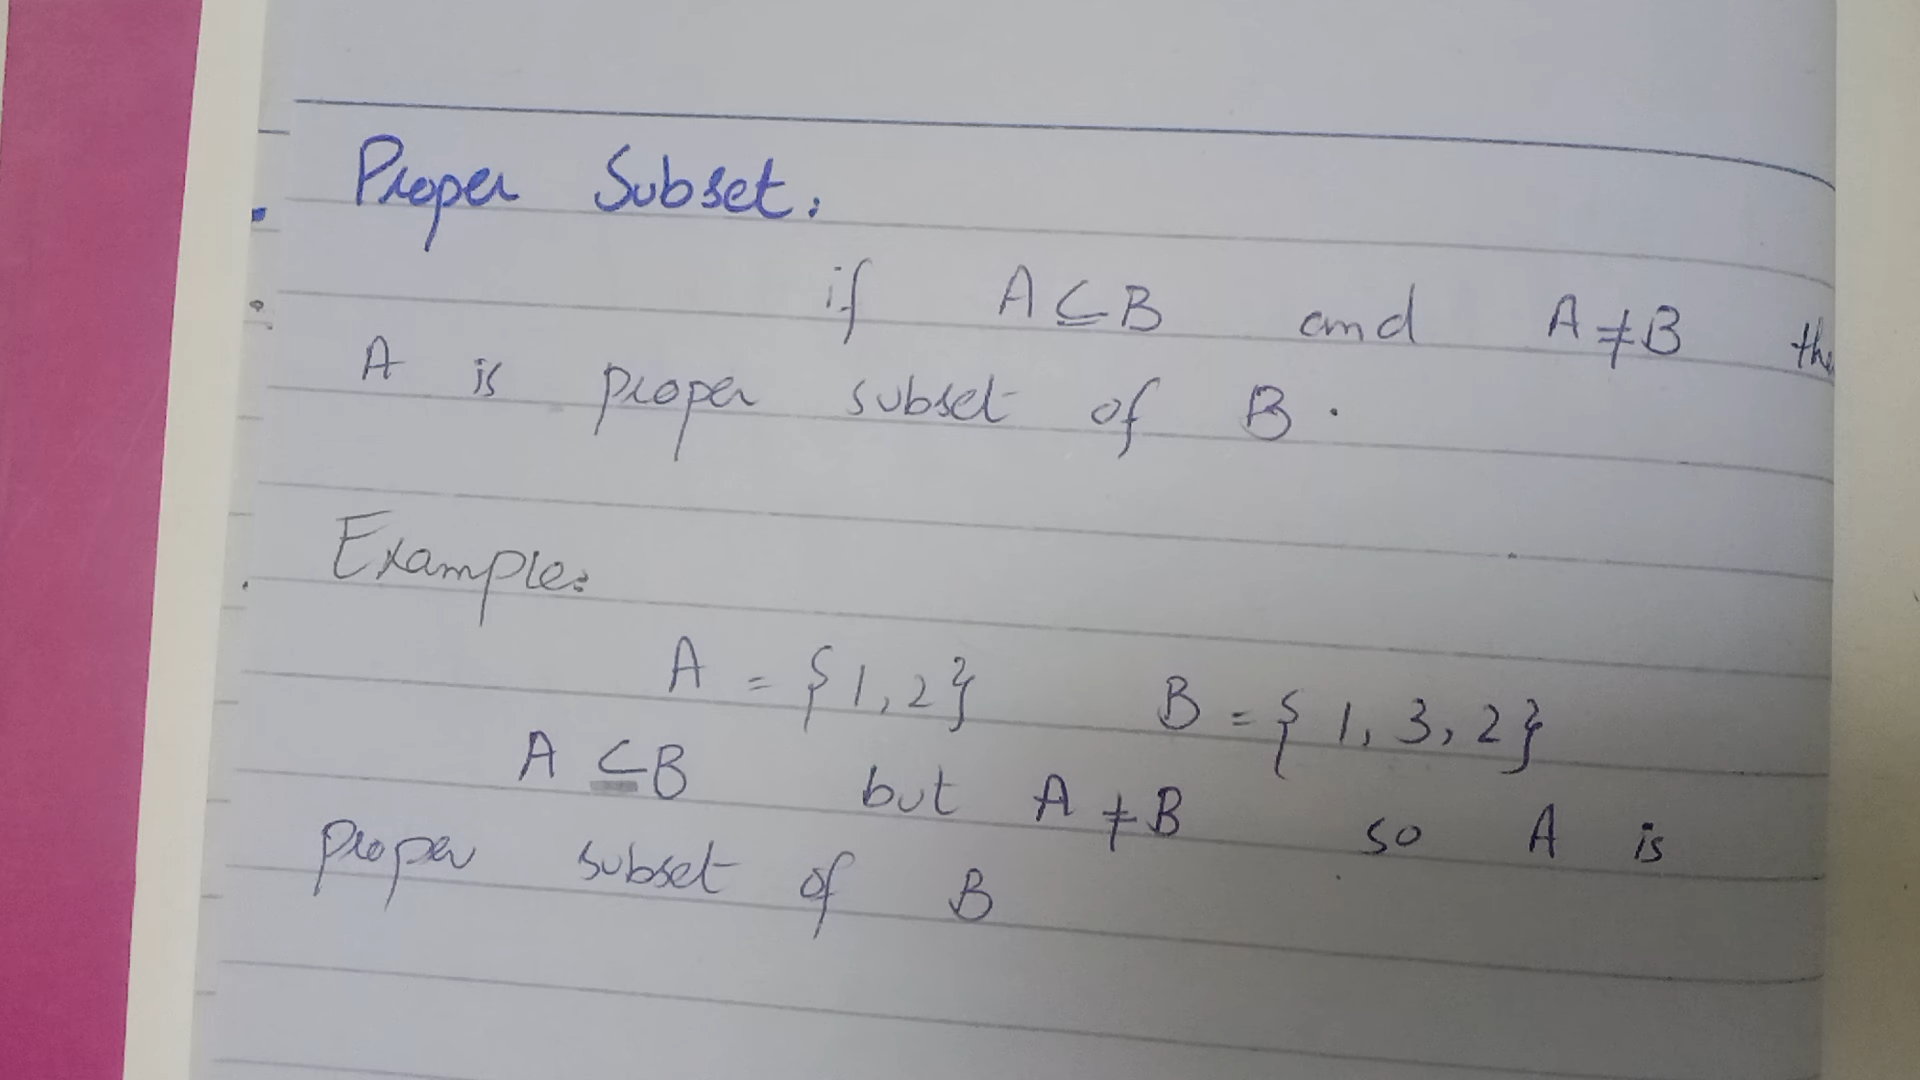 Proper Subset:
if A ⊆ B and A ≠ B the
A is proper subset of B.
Example:
A = {1, 2} B = {1, 3, 2}
A ⊆ B but A ≠ B so A is
proper subset of B